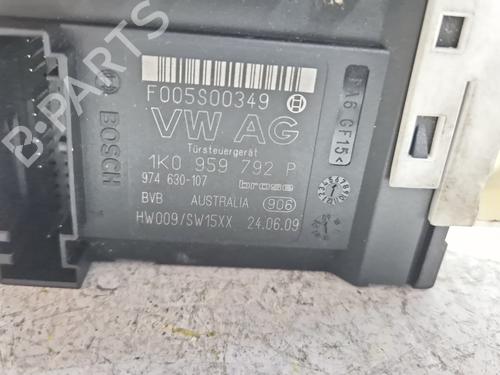 F005S00349
VW AG
BOSCH
Türsteuergerät
1K0 959 792 P
974 630-107 brose
BVB AUSTRALIA 906
HW009/SW15XX 24.06.09
PA6 GF15
B-PARTS